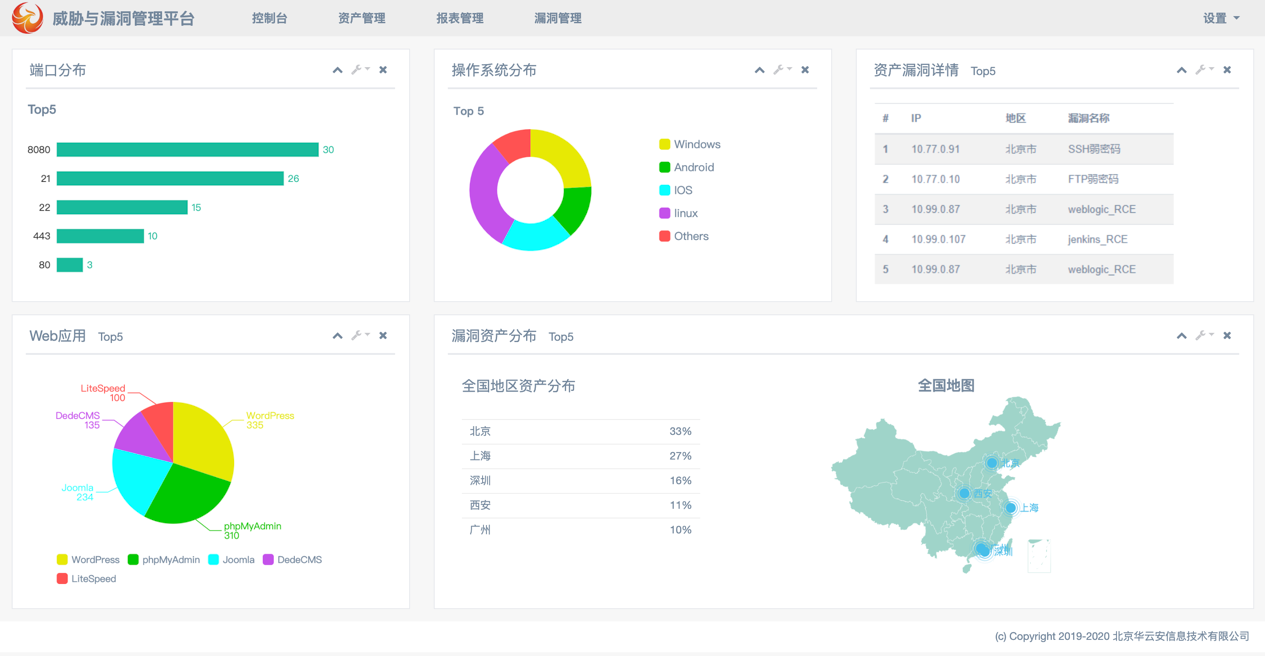 威胁与漏洞管理平台 控制台 资产管理 报表管理 漏洞管理 设置
端口分布
Top5
8080 30
21 26
22 15
443 10
80 3
操作系统分布
Top 5
Windows
Android
IOS
linux
Others
资产漏洞详情 Top5
# IP 地区 漏洞名称
1 10.77.0.91 北京市 SSH弱密码
2 10.77.0.10 北京市 FTP弱密码
3 10.99.0.87 北京市 weblogic_RCE
4 10.99.0.107 北京市 jenkins_RCE
5 10.99.0.87 北京市 weblogic_RCE
Web应用 Top5
LiteSpeed
100
DedeCMS
135
WordPress
335
Joomla
234
phpMyAdmin
310
WordPress phpMyAdmin Joomla DedeCMS
LiteSpeed
漏洞资产分布 Top5
全国地区资产分布
北京 33%
上海 27%
深圳 16%
西安 11%
广州 10%
全国地图
北京
西安
上海
深圳
(c) Copyright 2019-2020 北京华云安信息技术有限公司